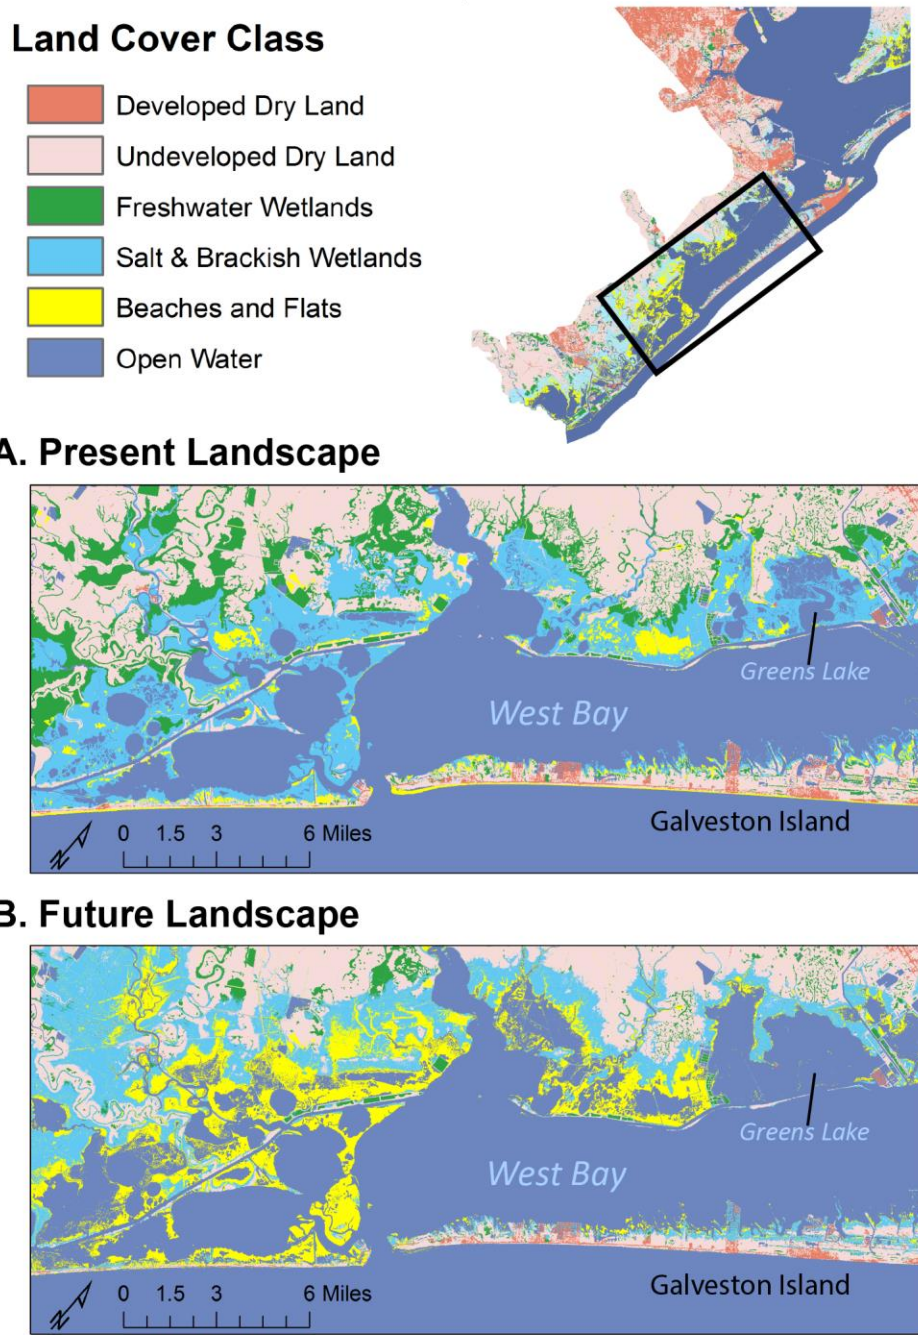 Land Cover Class
Developed Dry Land
Undeveloped Dry Land
Freshwater Wetlands
Salt & Brackish Wetlands
Beaches and Flats
Open Water
A. Present Landscape
Greens Lake
West Bay
Galveston Island
N
0 1.5 3 6 Miles
B. Future Landscape
Greens Lake
West Bay
Galveston Island
N
0 1.5 3 6 Miles